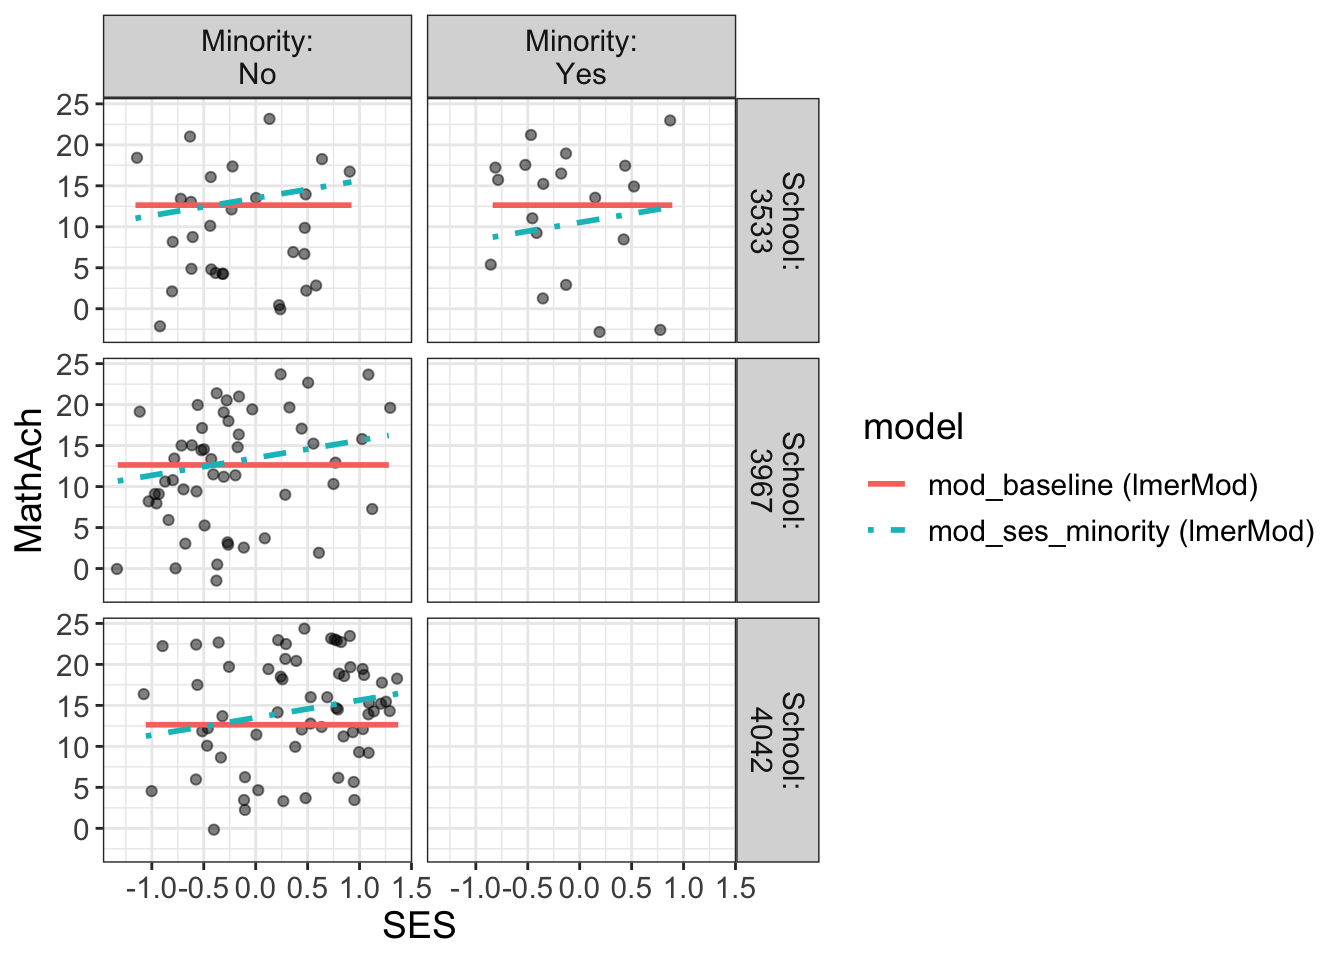 Minority:
No
Minority:
Yes
25
20
15
10
5
0
School:
3533
25
20
15
10
5
0
School:
3967
25
20
15
10
5
0
School:
4042
-1.0 -0.5 0.0 0.5 1.0 1.5
-1.0 -0.5 0.0 0.5 1.0 1.5
SES
MathAch
model
mod_baseline (lmerMod)
mod_ses_minority (lmerMod)